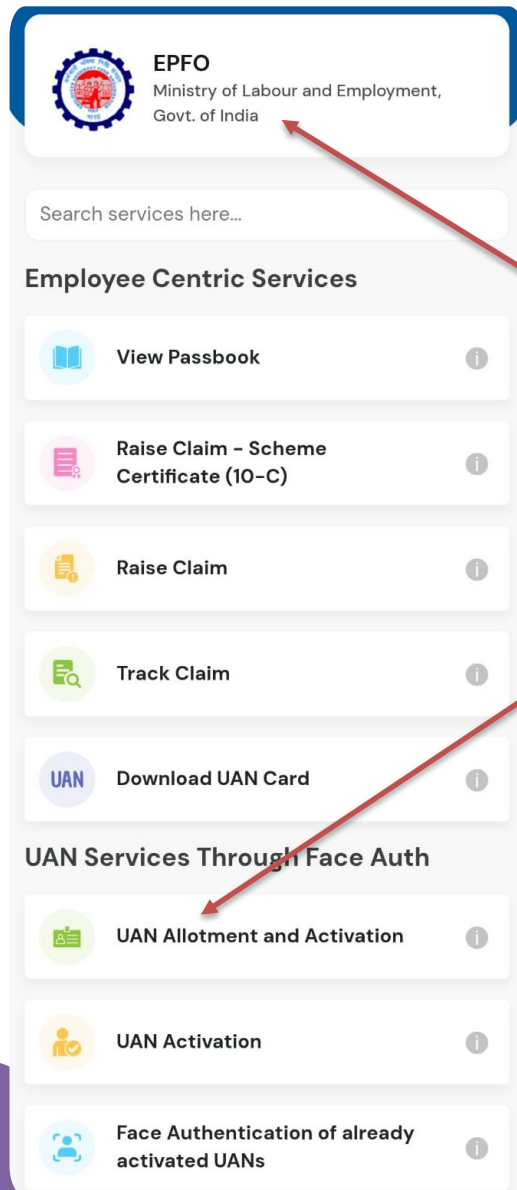 EPFO
Ministry of Labour and Employment,
Govt. of India
Search services here...
Employee Centric Services
View Passbook
Raise Claim – Scheme
Certificate (10-C)
Raise Claim
Track Claim
UAN
Download UAN Card
UAN Services Through Face Auth
UAN Allotment and Activation
UAN Activation
Face Authentication of already
activated UANs